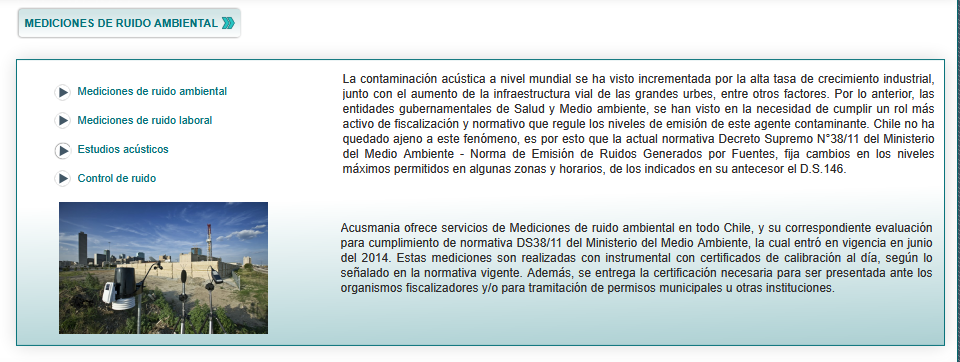 MEDICIONES DE RUIDO AMBIENTAL
Mediciones de ruido ambiental
Mediciones de ruido laboral
Estudios acústicos
Control de ruido
La contaminación acústica a nivel mundial se ha visto incrementada por la alta tasa de crecimiento industrial,
junto con el aumento de la infraestructura vial de las grandes urbes, entre otros factores. Por lo anterior, las
entidades gubernamentales de Salud y Medio ambiente, se han visto en la necesidad de cumplir un rol más
activo de fiscalización y normativo que regule los niveles de emisión de este agente contaminante. Chile no ha
quedado ajeno a este fenómeno, es por esto que la actual normativa Decreto Supremo N°38/11 del Ministerio
del Medio Ambiente - Norma de Emisión de Ruidos Generados por Fuentes, fija cambios en los niveles
máximos permitidos en algunas zonas y horarios, de los indicados en su antecesor el D.S.146.
Acusmania ofrece servicios de Mediciones de ruido ambiental en todo Chile, y su correspondiente evaluación
para cumplimiento de normativa DS38/11 del Ministerio del Medio Ambiente, la cual entró en vigencia en junio
del 2014. Estas mediciones son realizadas con instrumental con certificados de calibración al día, según lo
señalado en la normativa vigente. Además, se entrega la certificación necesaria para ser presentada ante los
organismos fiscalizadores y/o para tramitación de permisos municipales u otras instituciones.